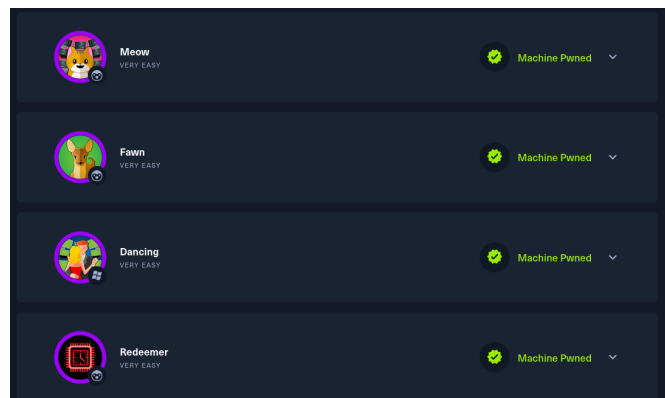 Meow
VERY EASY
Machine Pwned
Fawn
VERY EASY
Machine Pwned
Dancing
VERY EASY
Machine Pwned
Redeemer
VERY EASY
Machine Pwned